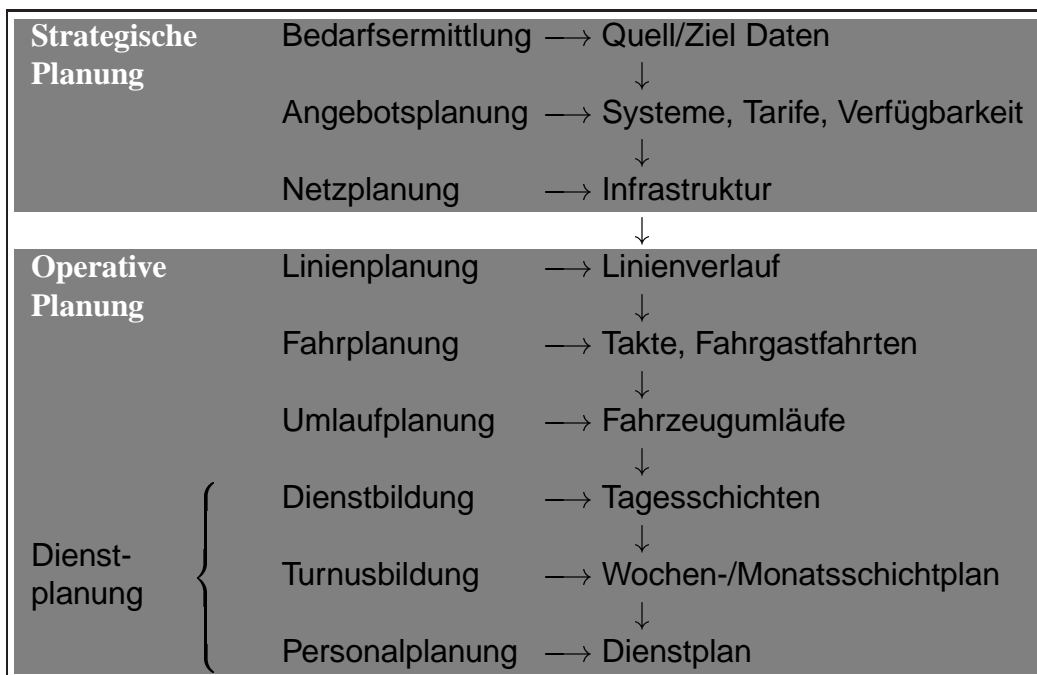 Strategische Bedarfsermittlung → Quell/Ziel Daten
Planung
↓
Angebotsplanung → Systeme, Tarife, Verfügbarkeit
↓
Netzplanung → Infrastruktur
↓
Operative Linienplanung → Linienverlauf
Planung
↓
Fahrplanung → Takte, Fahrgastfahrten
↓
Umlaufplanung → Fahrzeugumläufe
↓
Dienstbildung → Tagesschichten
↓
Dienst-
planung
Turnusbildung → Wochen-/Monatsschichtplan
↓
Personalplanung → Dienstplan